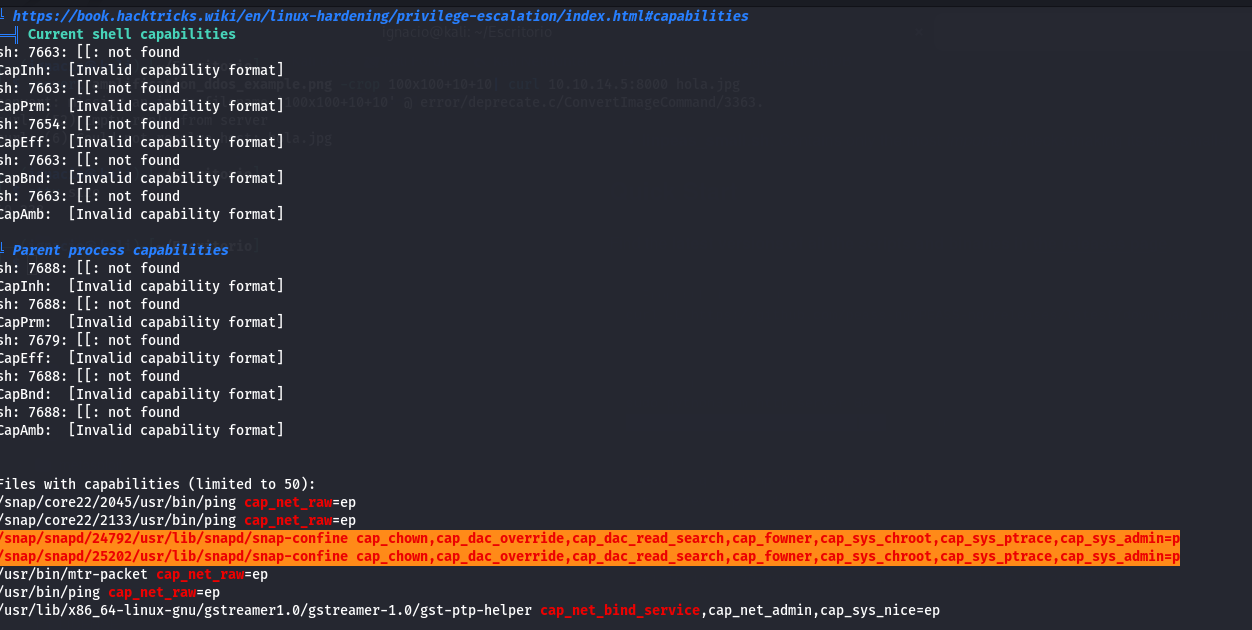 ╚ https://book.hacktricks.wiki/en/linux-hardening/privilege-escalation/index.html#capabilities
══╣ Current shell capabilities
sh: 7663: [[: not found
CapInh:  [Invalid capability format]
sh: 7663: [[: not found
CapPrm:  [Invalid capability format]
sh: 7654: [[: not found
CapEff:  [Invalid capability format]
sh: 7663: [[: not found
CapBnd:  [Invalid capability format]
sh: 7663: [[: not found
CapAmb:  [Invalid capability format]
╚ Parent process capabilities
sh: 7688: [[: not found
CapInh:  [Invalid capability format]
sh: 7688: [[: not found
CapPrm:  [Invalid capability format]
sh: 7679: [[: not found
CapEff:  [Invalid capability format]
sh: 7688: [[: not found
CapBnd:  [Invalid capability format]
sh: 7688: [[: not found
CapAmb:  [Invalid capability format]
Files with capabilities (limited to 50):
/snap/core22/2045/usr/bin/ping cap_net_raw=ep
/snap/core22/2133/usr/bin/ping cap_net_raw=ep
/snap/snapd/24792/usr/lib/snapd/snap-confine cap_chown,cap_dac_override,cap_dac_read_search,cap_fowner,cap_sys_chroot,cap_sys_ptrace,cap_sys_admin=p
/snap/snapd/25202/usr/lib/snapd/snap-confine cap_chown,cap_dac_override,cap_dac_read_search,cap_fowner,cap_sys_chroot,cap_sys_ptrace,cap_sys_admin=p
/usr/bin/mtr-packet cap_net_raw=ep
/usr/bin/ping cap_net_raw=ep
/usr/lib/x86_64-linux-gnu/gstreamer1.0/gstreamer-1.0/gst-ptp-helper cap_net_bind_service,cap_net_admin,cap_sys_nice=ep